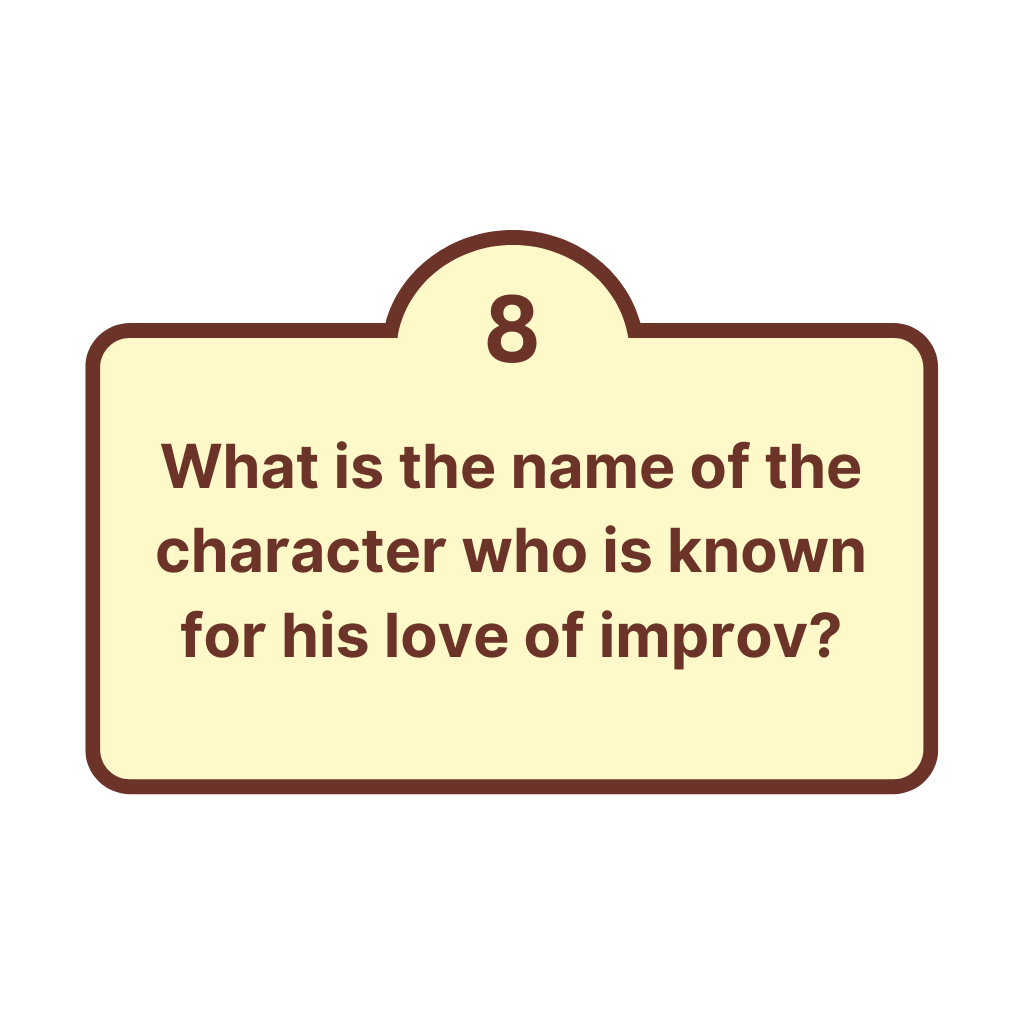 8
What is the name of the
character who is known
for his love of improv?